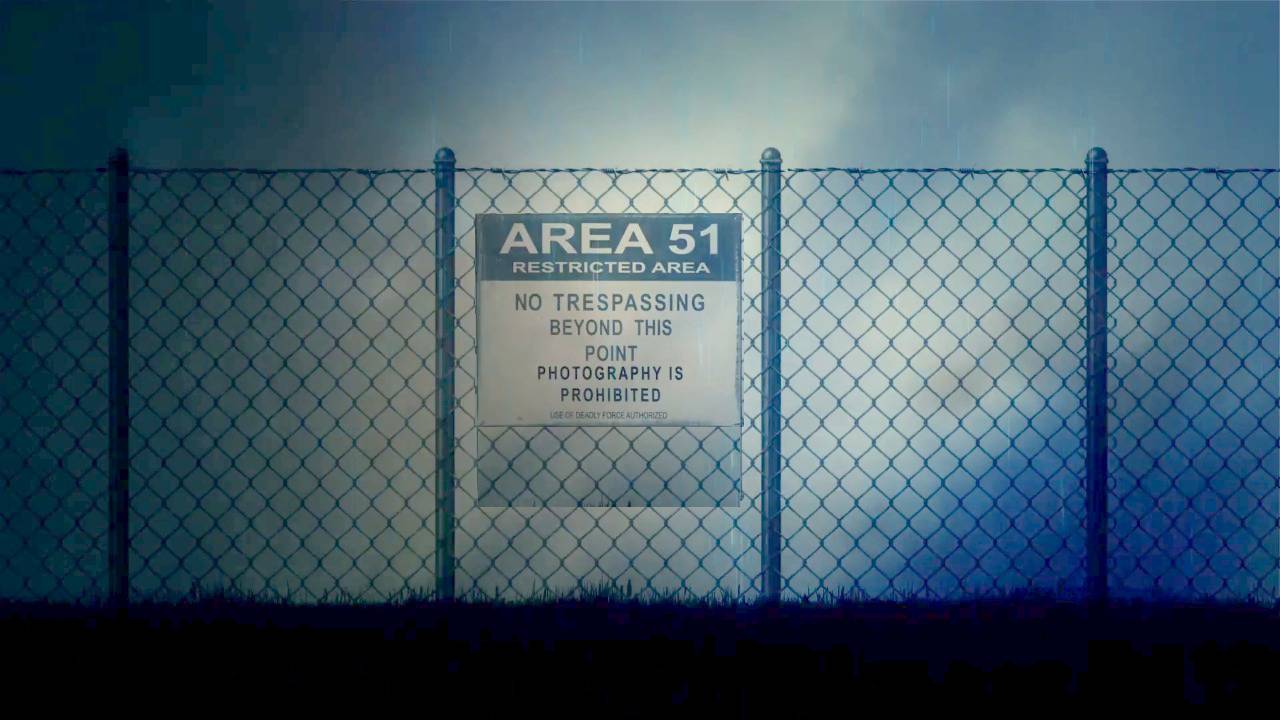 AREA 51
RESTRICTED AREA
NO TRESPASSING
BEYOND THIS
POINT
PHOTOGRAPHY IS
PROHIBITED
USE OF DEADLY FORCE AUTHORIZED